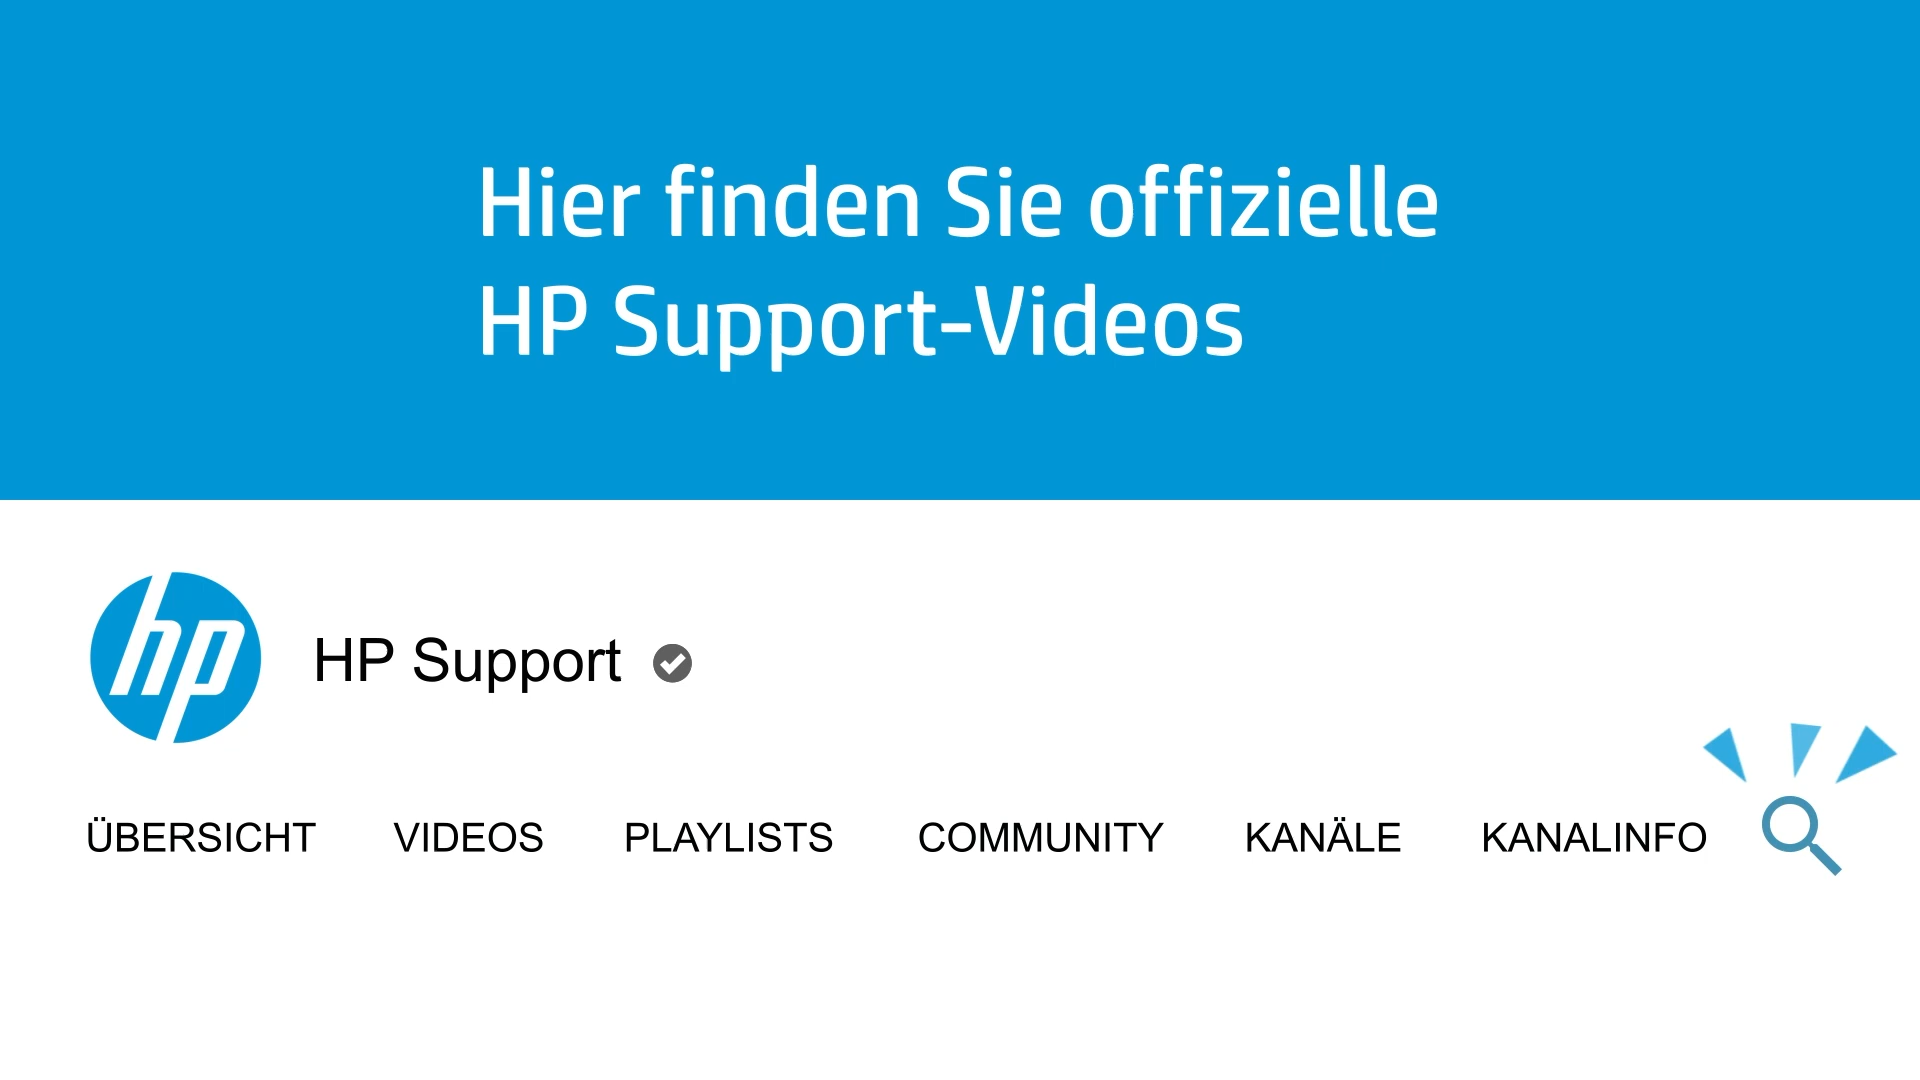 Hier finden Sie offizielle
HP Support-Videos
hp
HP Support
ÜBERSICHT VIDEOS PLAYLISTS COMMUNITY KANÄLE KANALINFO